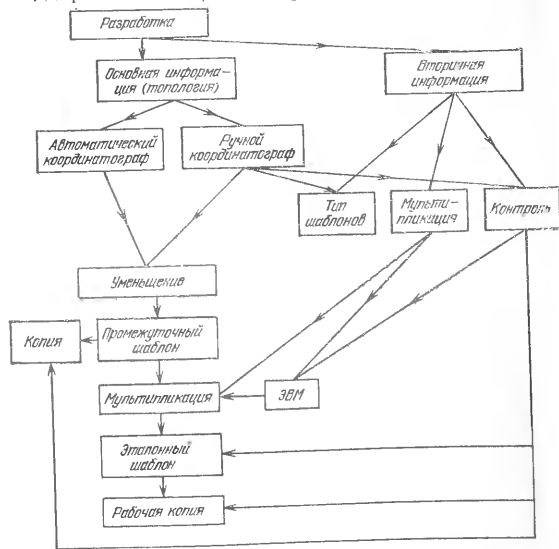 Разработка
Основная информа-
ция (топология)
Вторичная
информация
Автоматический
координатограф
Ручной
координатограф
Тип
шаблонов
Мульти-
пликация
Контроль
Уменьшение
Копия
Промежуточный
шаблон
Мультипликация
ЭВМ
Эталонный
шаблон
Рабочая копия